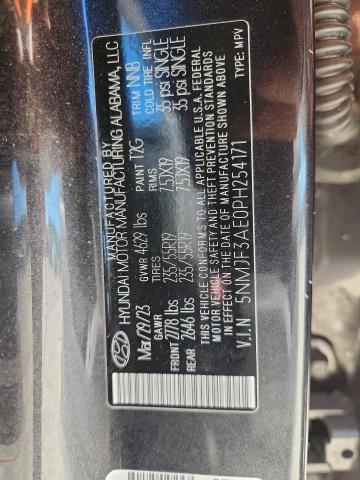 MANUFACTURED BY
HYUNDAI MOTOR MANUFACTURING ALABAMA, LLC
Mar/29/23 GVWR 4629 lbs PAINT T2G TRIM NNB
TIRES RIMS COLD TIRE INFL
FRONT 2778 lbs 235/55R19 7.5JX19 35 psi SINGLE
REAR 2646 lbs 235/55R19 7.5JX19 35 psi SINGLE
THIS VEHICLE CONFORMS TO ALL APPLICABLE U.S. FEDERAL
MOTOR VEHICLE SAFETY AND THEFT PREVENTION STANDARDS
IN EFFECT ON THE DATE OF MANUFACTURE SHOWN ABOVE
V.I.N 5NMJF3AE0PH254171 TYPE: MPV